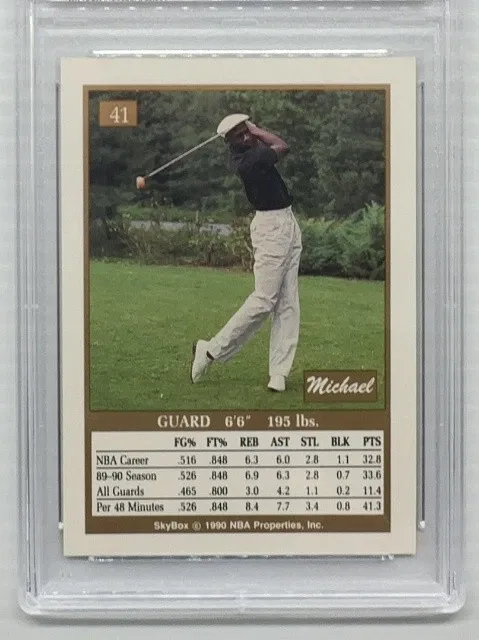 41
Michael
GUARD 6'6" 195 lbs.
FG% FT% REB AST STL BLK PTS
NBA Career .516 .848 6.3 6.0 2.8 1.1 32.8
89-90 Season .526 .848 6.9 6.3 2.8 0.7 33.6
All Guards .465 .800 3.0 4.2 1.1 0.2 11.4
Per 48 Minutes .526 .848 8.4 7.7 3.4 0.8 41.3
SkyBox © 1990 NBA Properties, Inc.